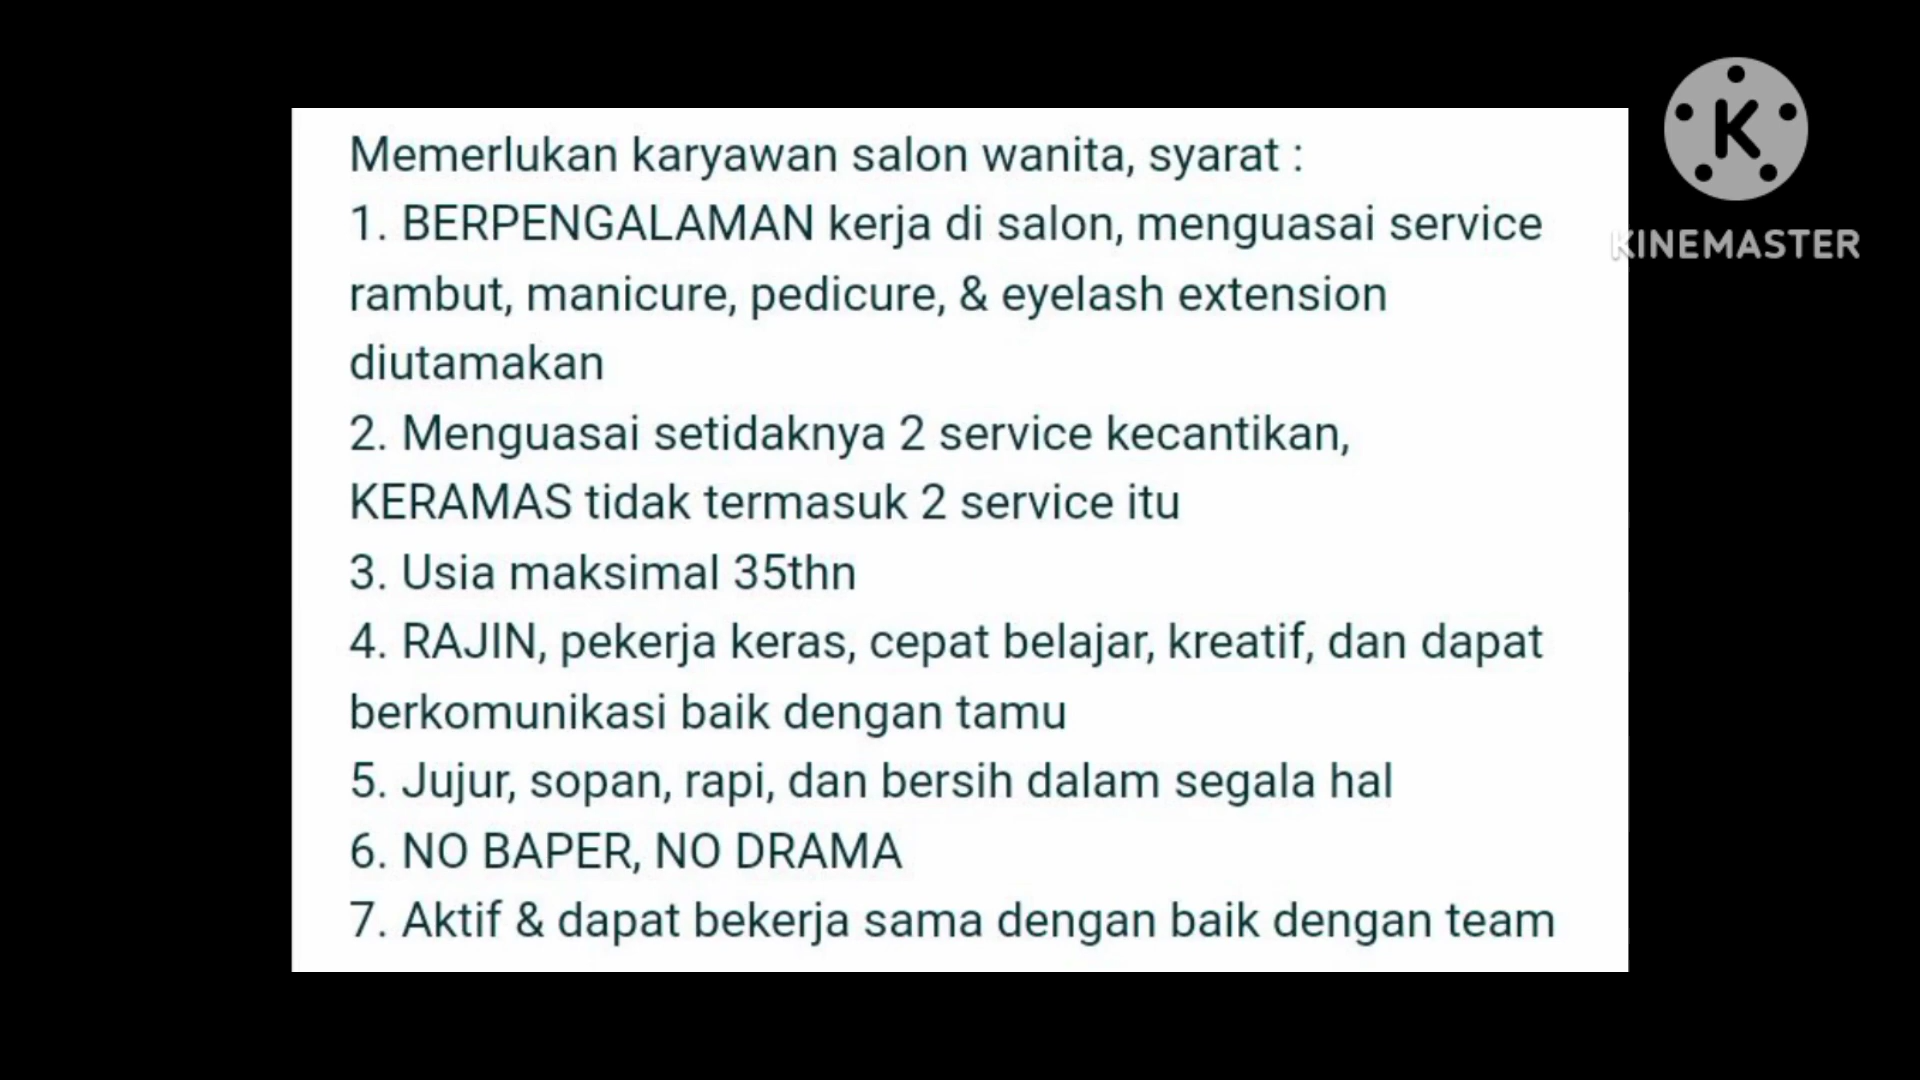 Memerlukan karyawan salon wanita, syarat :
1. BERPENGALAMAN kerja di salon, menguasai service
rambut, manicure, pedicure, & eyelash extension
diutamakan
2. Menguasai setidaknya 2 service kecantikan,
KERAMAS tidak termasuk 2 service itu
3. Usia maksimal 35thn
4. RAJIN, pekerja keras, cepat belajar, kreatif, dan dapat
berkomunikasi baik dengan tamu
5. Jujur, sopan, rapi, dan bersih dalam segala hal
6. NO BAPER, NO DRAMA
7. Aktif & dapat bekerja sama dengan baik dengan team
K
KINEMASTER